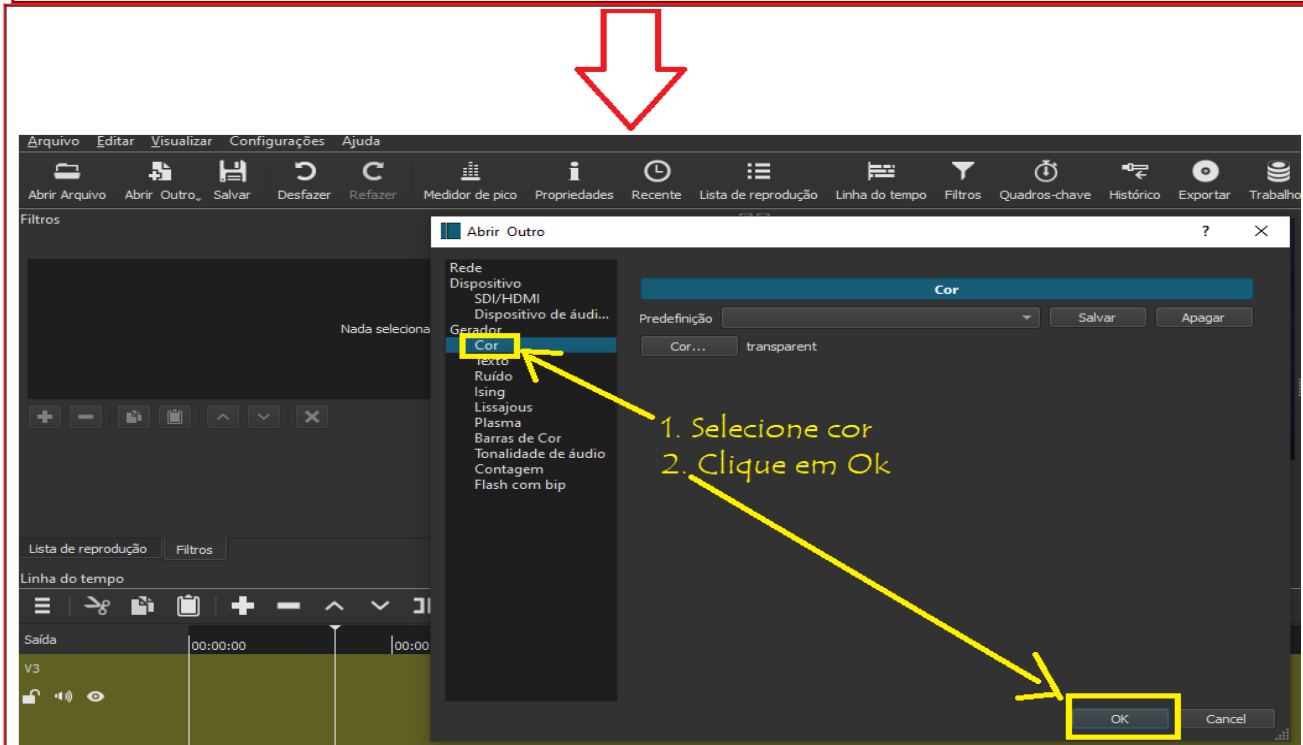 Arquivo Editar Visualizar Configurações Ajuda
Abrir Arquivo Abrir Outro Salvar Desfazer Refazer Medidor de pico Propriedades Recente Lista de reprodução Linha do tempo Filtros Quadros-chave Histórico Exportar Trabalho
Filtros
Abrir Outro ?
Rede
Dispositivo
SDI/HDMI
Dispositivo de áudi...
Gerador
Cor
Texto
Ruído
Ising
Lissajous
Plasma
Barras de Cor
Tonalidade de áudio
Contagem
Flash com bip
Cor
Predefinição Salvar Apagar
Cor... transparent
Nada seleciona
1. Selecione cor
2. Clique em Ok
Lista de reprodução Filtros
Linha do tempo
Saída 00:00:00 00:00
V3
OK Cancel